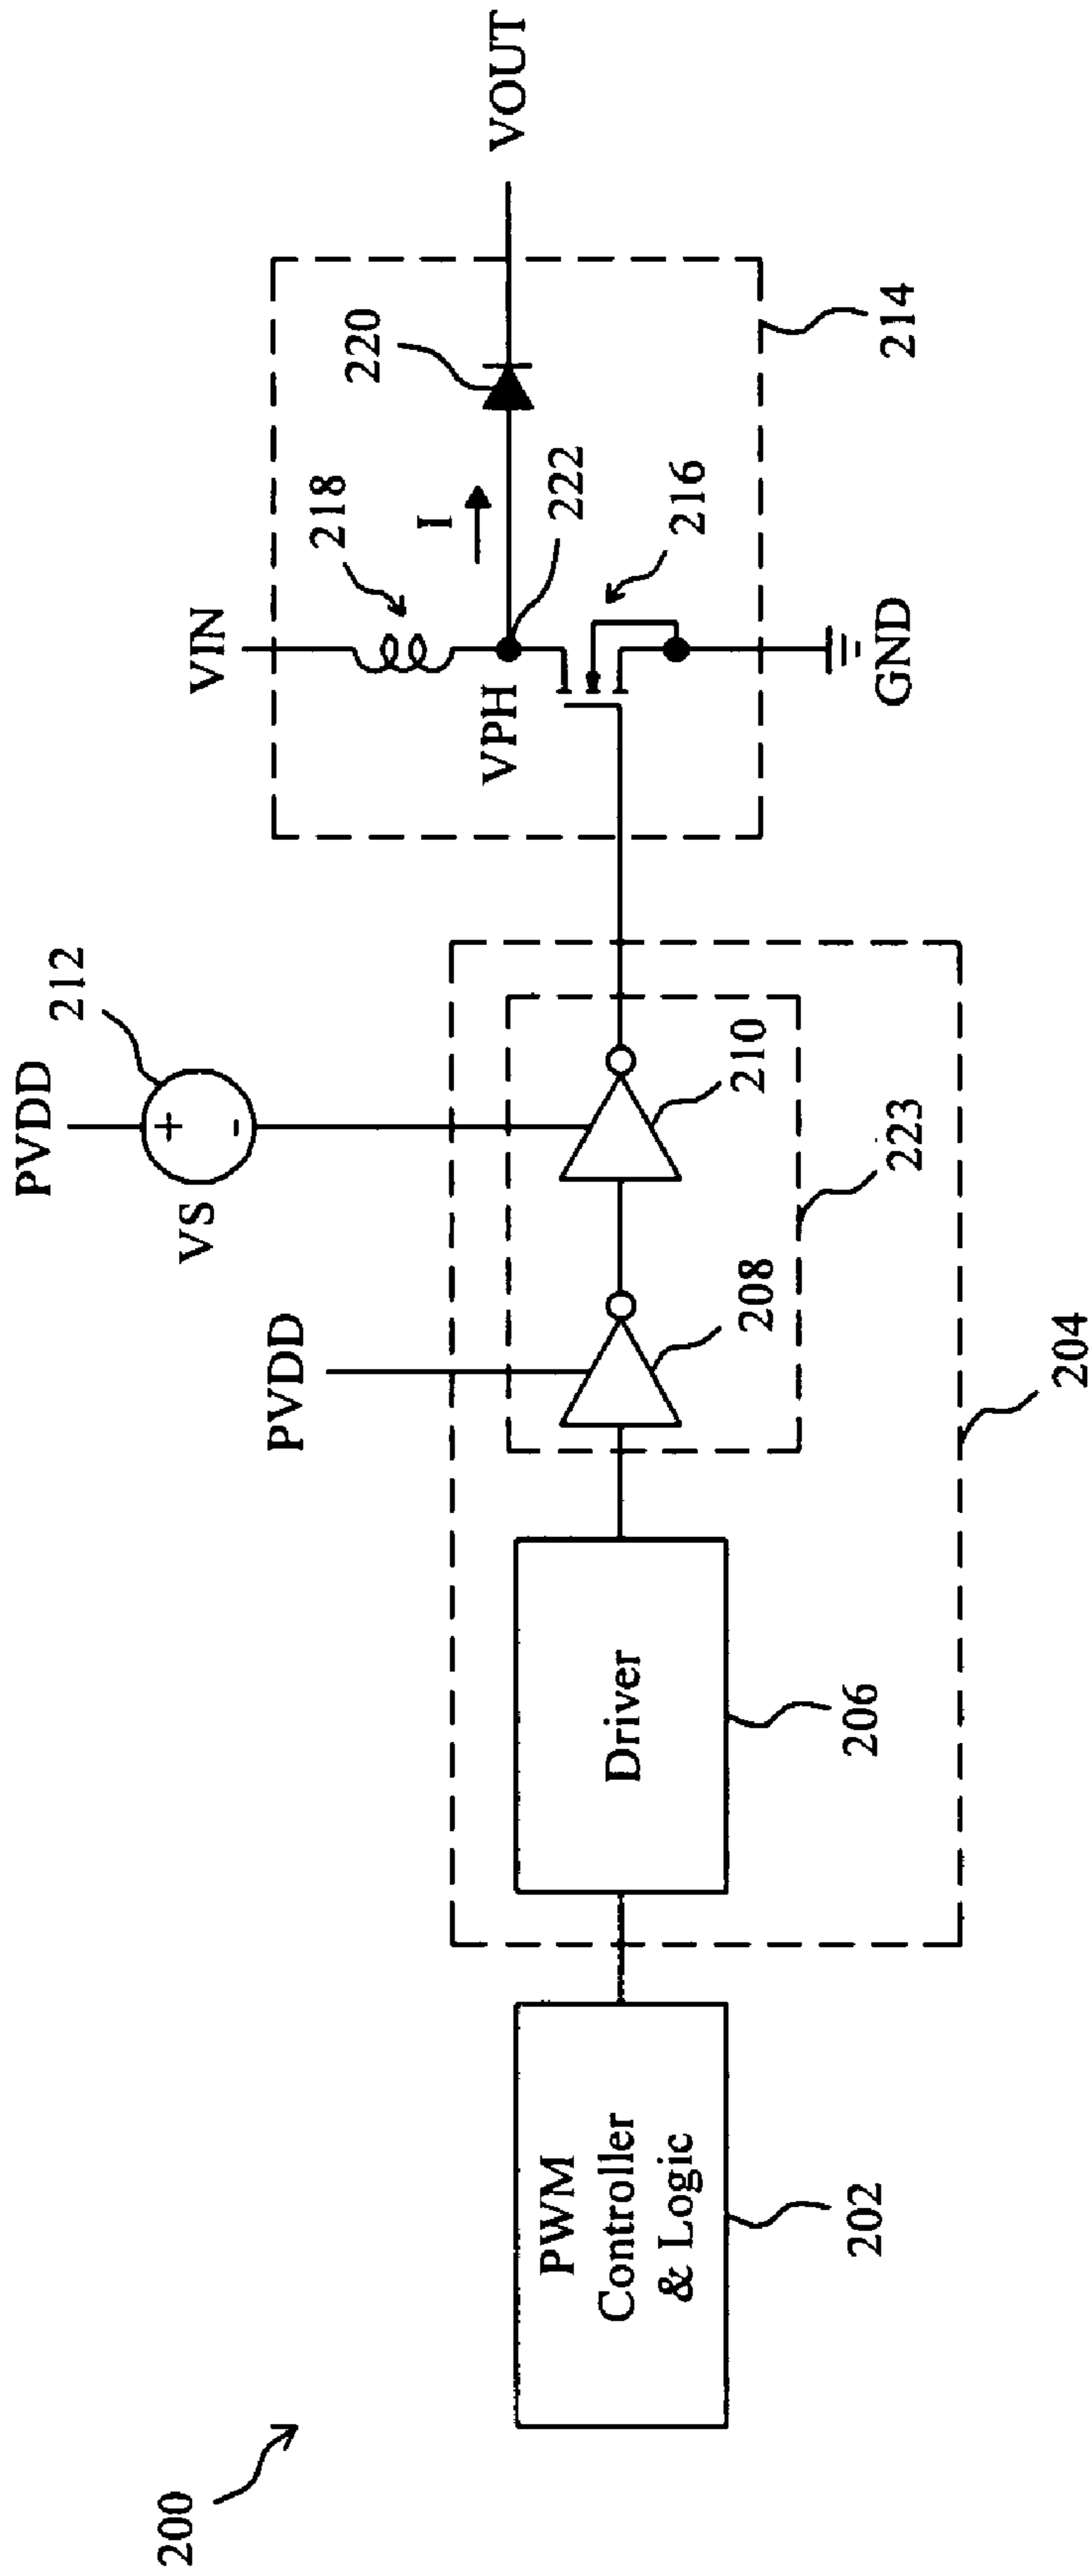 200
PWM
Controller
& Logic
202
Driver
206
204
PVDD
208
223
210
PVDD
VS
+
-
212
VIN
218
I
220
VPH
222
216
GND
214
VOUT